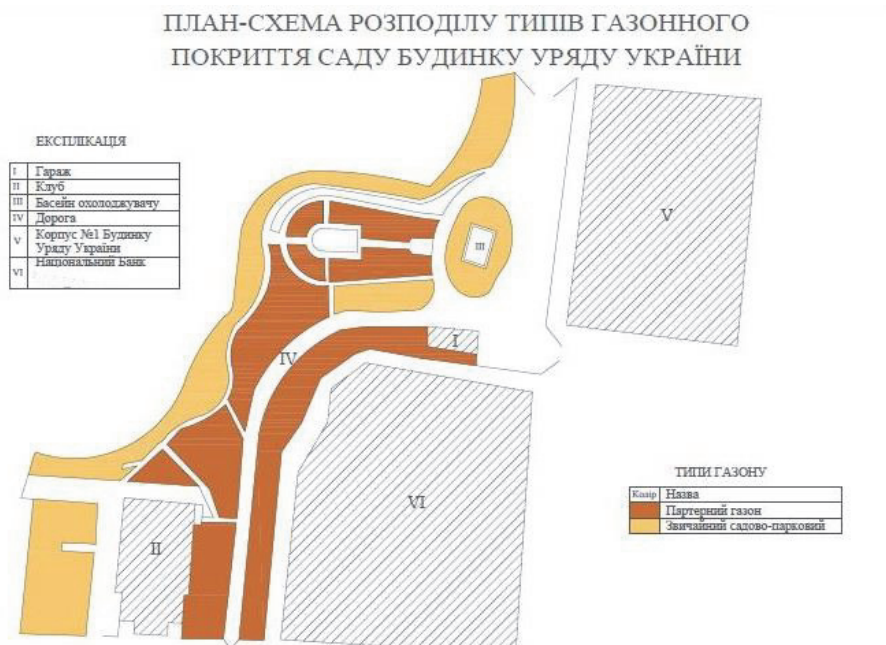 ПЛАН-СХЕМА РОЗПОДІЛУ ТИПІВ ГАЗОННОГО
ПОКРИТТЯ САДУ БУДИНКУ УРЯДУ УКРАЇНИ
ЕКСПЛІКАЦІЯ
I Гараж
II Клуб
III Басейн охолоджувачу
IV Дорога
V Корпус №1 Будинку
Уряду України
VI Національний Банк
V
III
I
IV
VI
II
ТИПИ ГАЗОНУ
Колір Назва
Партерний газон
Звичайний садово-парковий